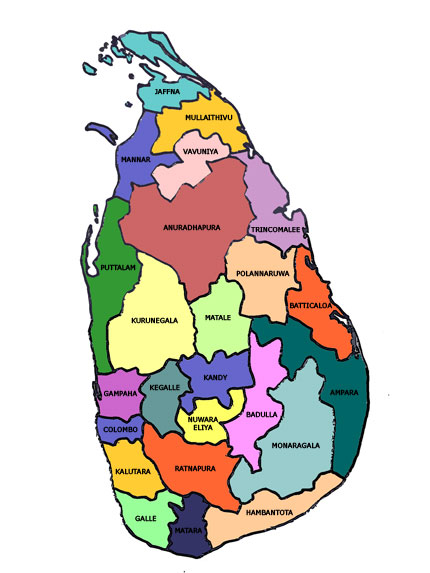 JAFFNA
MULLAITHIVU
VAVUNIYA
MANNAR
ANURADHAPURA
TRINCOMALEE
PUTTALAM
POLANNARUWA
BATTICALOA
KURUNEGALA
MATALE
KANDY
AMPARA
GAMPAHA
KEGALLE
BADULLA
NUWARA
ELIYA
COLOMBO
MONARAGALA
KALUTARA
RATNAPURA
HAMBANTOTA
GALLE
MATARA